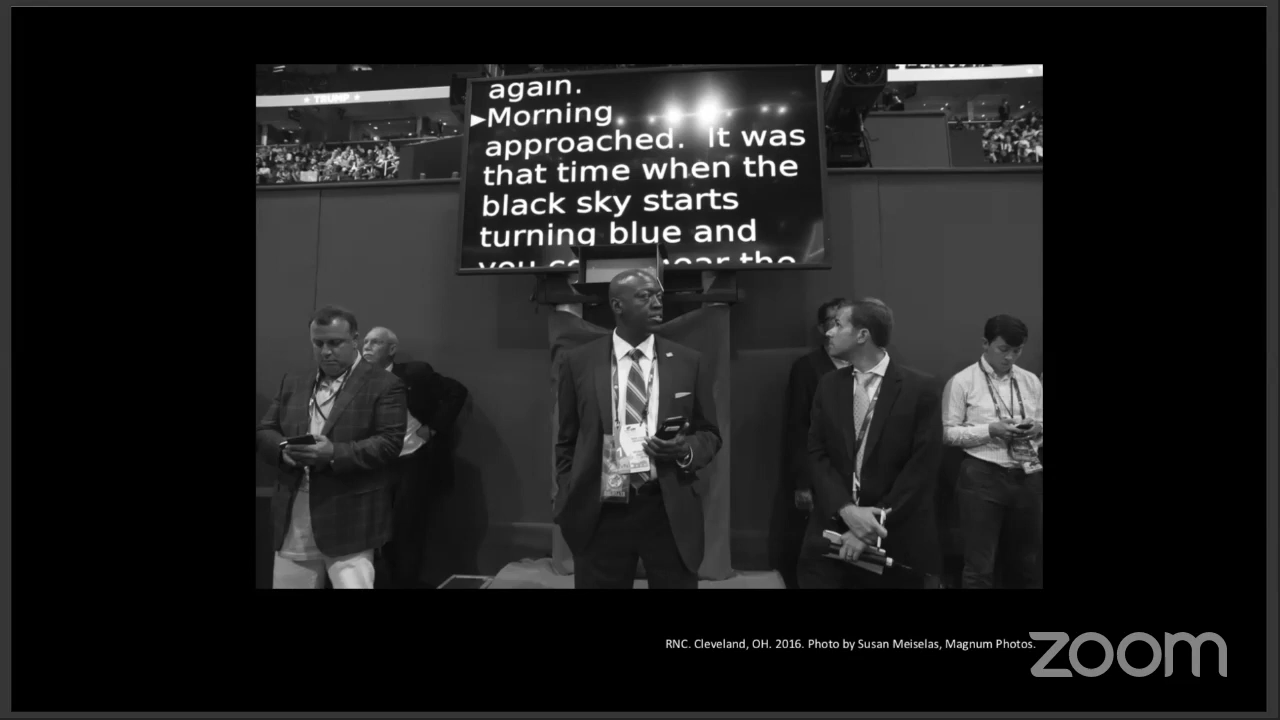 ★ TRUMP ★
again.
►Morning
approached. It was
that time when the
black sky starts
turning blue and
RNC. Cleveland, OH. 2016. Photo by Susan Meiselas, Magnum Photos.
zoom